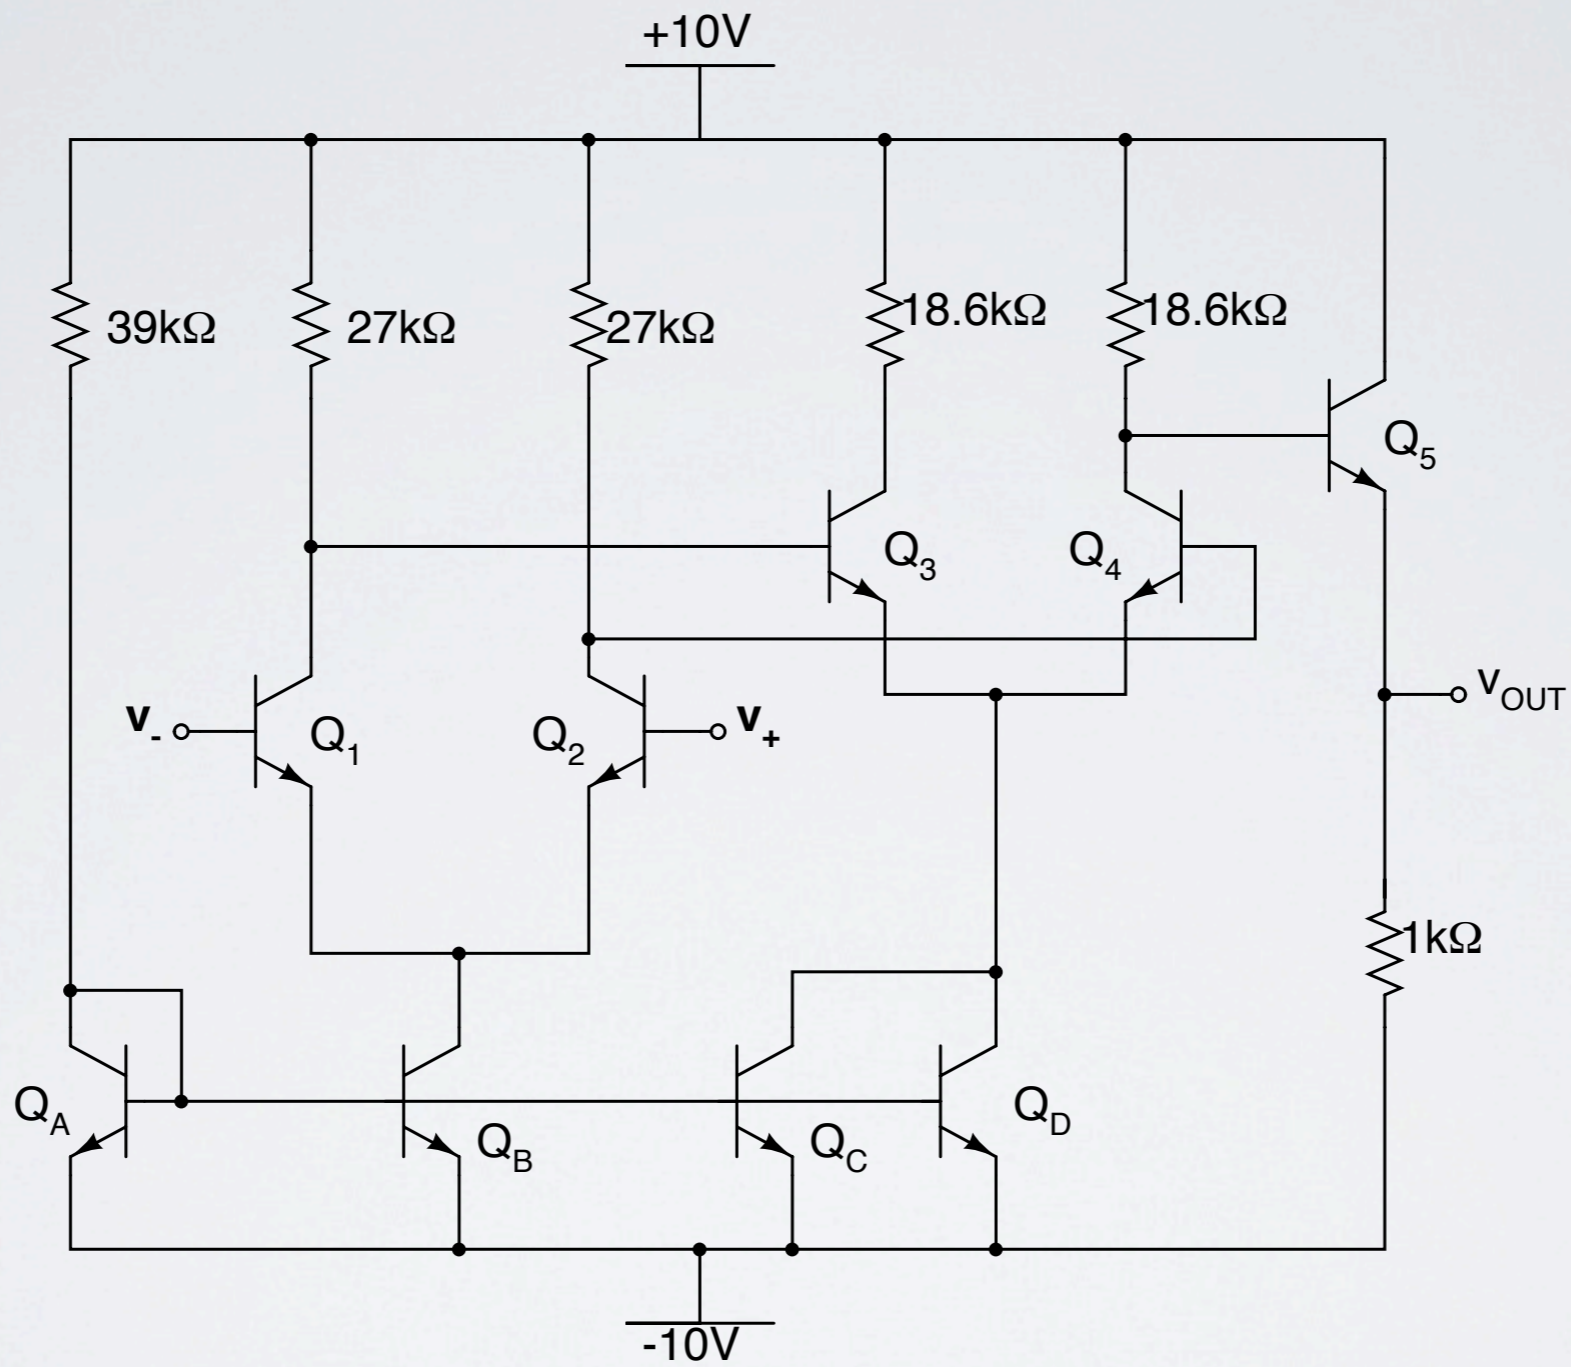 +10V
39kΩ
27kΩ
27kΩ
18.6kΩ
18.6kΩ
Q5
Q3
Q4
v-
Q1
Q2
v+
vOUT
1kΩ
QA
QB
QC
QD
-10V